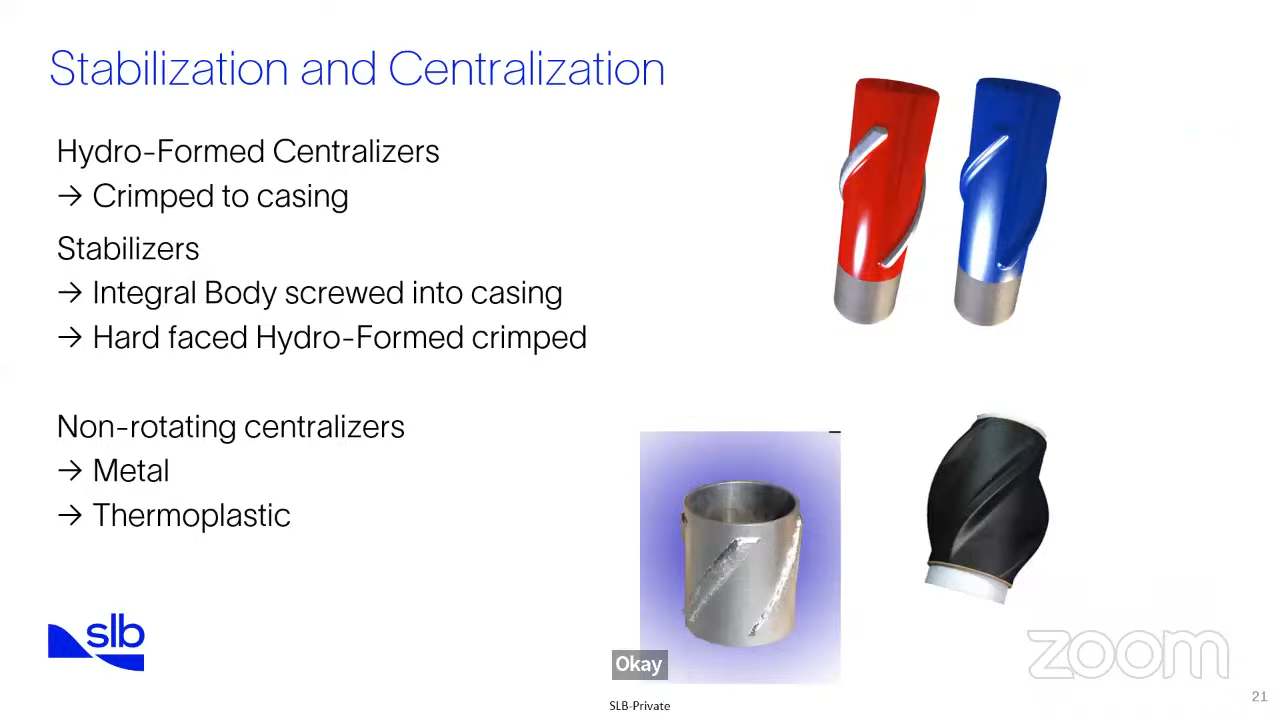 Stabilization and Centralization
Hydro-Formed Centralizers
→ Crimped to casing
Stabilizers
→ Integral Body screwed into casing
→ Hard faced Hydro-Formed crimped
Non-rotating centralizers
→ Metal
→ Thermoplastic
slb
Okay
zoom
SLB-Private
21